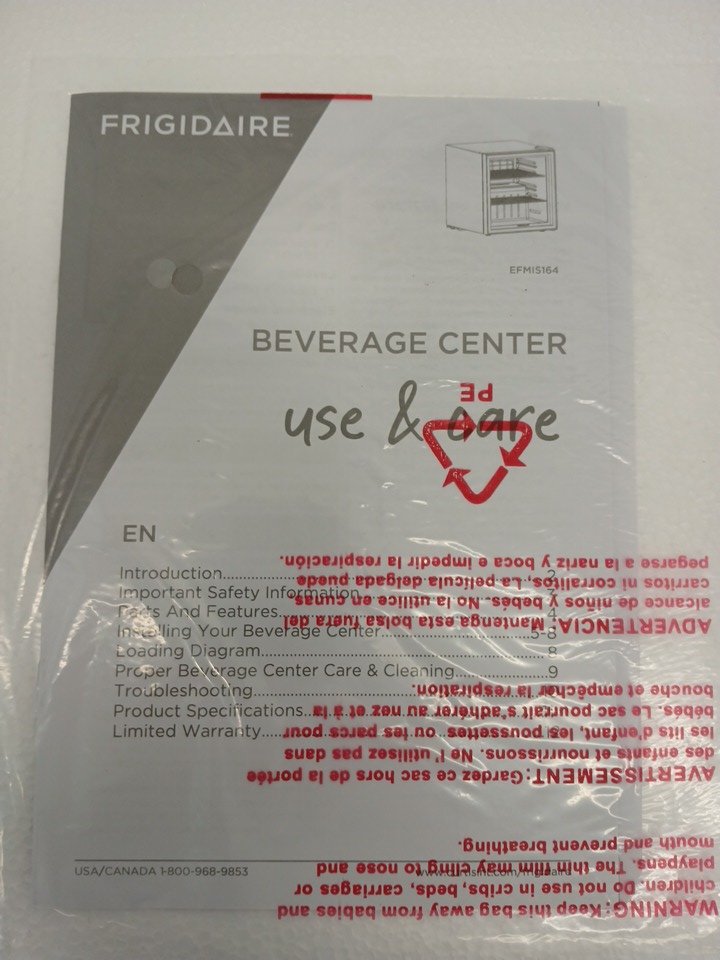 FRIGIDAIRE
EFMIS164
BEVERAGE CENTER
use & care
PE
EN
Introduction
Important Safety Information
Parts And Features 4
Installing Your Beverage Center 5-8
Loading Diagram 8
Proper Beverage Center Care & Cleaning 9
Troubleshooting
Product Specifications
Limited Warranty
USA/CANADA 1-800-968-9853
www.curtisint.com/frigidaire
WARNING: Keep this bag away from babies and
children. Do not use in cribs, beds, carriages or
playpens. The thin film may cling to nose and
mouth and prevent breathing.
AVERTISSEMENT: Gardez ce sac hors de la portée
des enfants et nourrissons. Ne l'utilisez pas dans
les lits d'enfant, les poussettes ou les parcs pour
bébés. Le sac pourrait s'adhérer au nez et à la
bouche et empêcher la respiration.
ADVERTENCIA: Mantenga esta bolsa fuera del
alcance de niños y bebés. No la utilice en cunas
carritos ni corralitos, La película delgada puede
pegarse a la nariz y boca e impedir la respiración.